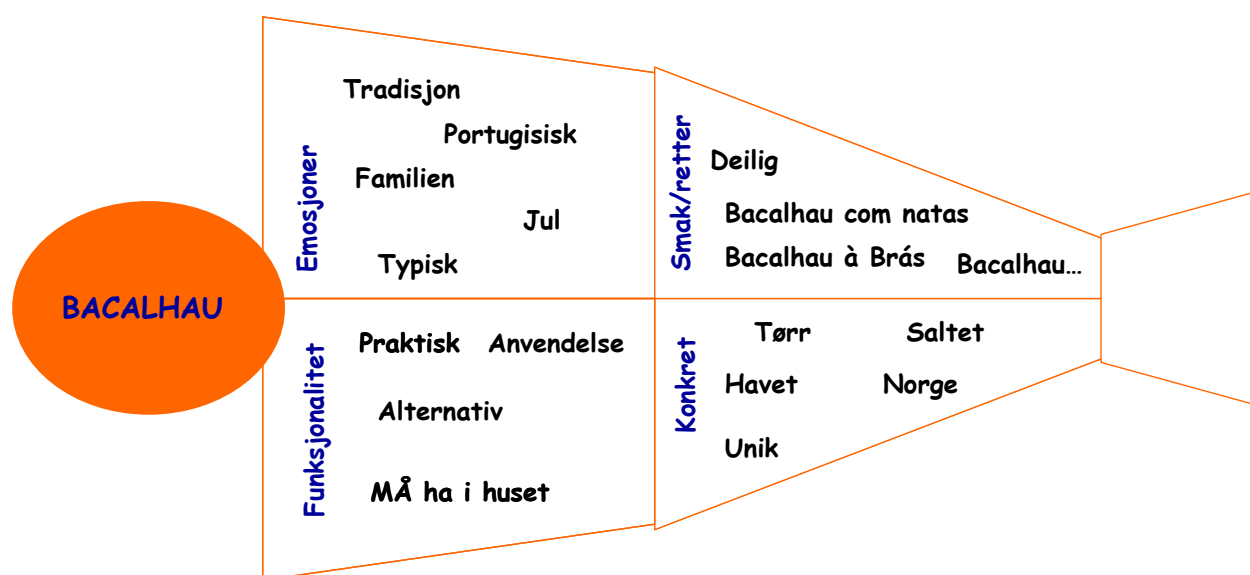 BACALHAU
Emosjoner
Tradisjon
Portugisisk
Familien
Jul
Typisk
Smak/retter
Deilig
Bacalhau com natas
Bacalhau à Brás
Bacalhau…
Funksjonalitet
Praktisk Anvendelse
Alternativ
MÅ ha i huset
Konkret
Tørr Saltet
Havet Norge
Unik